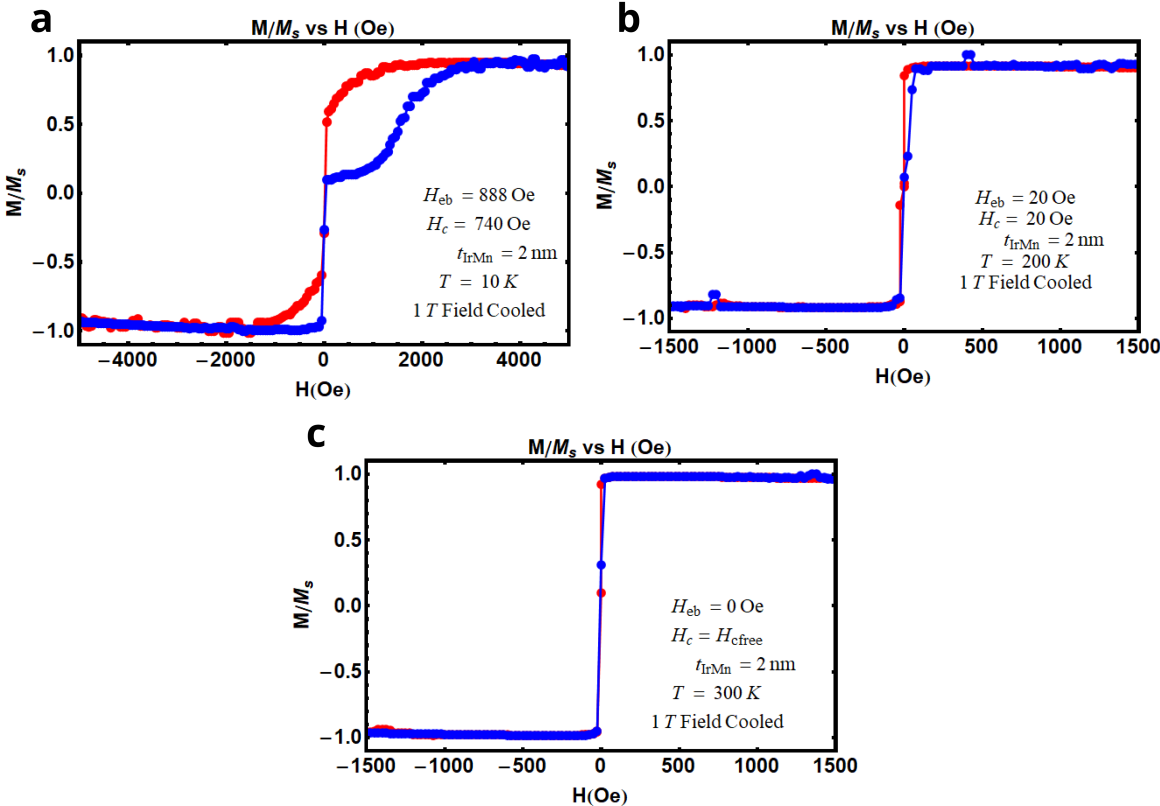 a
M/Ms vs H (Oe)
1.0
0.5
0.0
−0.5
−1.0
M/Ms
Heb = 888 Oe
Hc = 740 Oe
tIrMn = 2 nm
T = 10 K
1 T Field Cooled
−4000 −2000 0 2000 4000
H(Oe)
b
M/Ms vs H (Oe)
1.0
0.5
0.0
−0.5
−1.0
M/Ms
Heb = 20 Oe
Hc = 20 Oe
tIrMn = 2 nm
T = 200 K
1 T Field Cooled
−1500 −1000 −500 0 500 1000 1500
H(Oe)
c
M/Ms vs H (Oe)
1.0
0.5
0.0
−0.5
−1.0
M/Ms
Heb = 0 Oe
Hc = Hcfree
tIrMn = 2 nm
T = 300 K
1 T Field Cooled
−1500 −1000 −500 0 500 1000 1500
H(Oe)